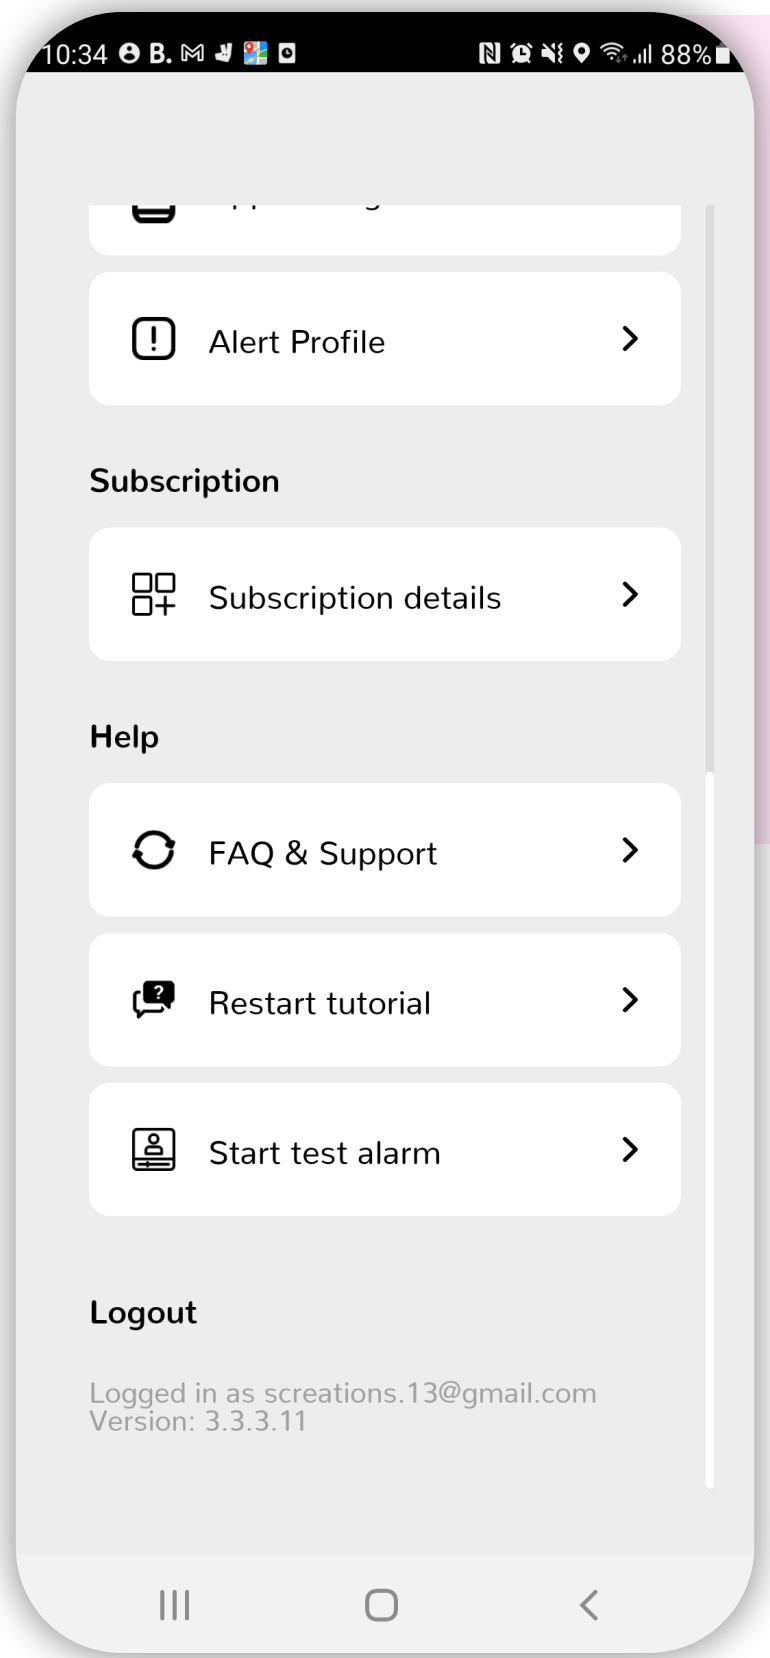 10:34 B. 88%
Alert Profile
Subscription
Subscription details
Help
FAQ & Support
Restart tutorial
Start test alarm
Logout
Logged in as screations.13@gmail.com
Version: 3.3.3.11